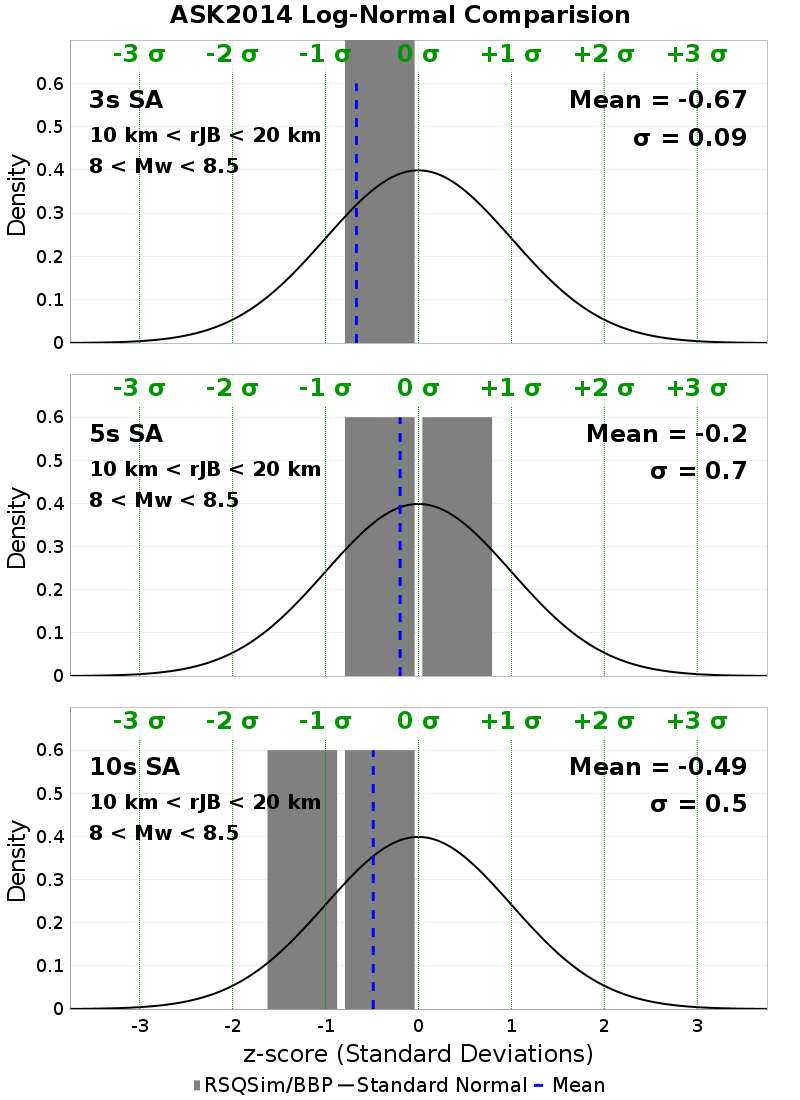 ASK2014 Log-Normal Comparision
-3 σ -2 σ -1 σ 0 σ +1 σ +2 σ +3 σ
3s SA
10 km < rJB < 20 km
8 < Mw < 8.5
Mean = -0.67
σ = 0.09
Density
0.6
0.5
0.4
0.3
0.2
0.1
0
-3 σ -2 σ -1 σ 0 σ +1 σ +2 σ +3 σ
5s SA
10 km < rJB < 20 km
8 < Mw < 8.5
Mean = -0.2
σ = 0.7
Density
0.6
0.5
0.4
0.3
0.2
0.1
0
-3 σ -2 σ -1 σ 0 σ +1 σ +2 σ +3 σ
10s SA
10 km < rJB < 20 km
8 < Mw < 8.5
Mean = -0.49
σ = 0.5
Density
0.6
0.5
0.4
0.3
0.2
0.1
0
-3 -2 -1 0 1 2 3
z-score (Standard Deviations)
RSQSim/BBP Standard Normal Mean